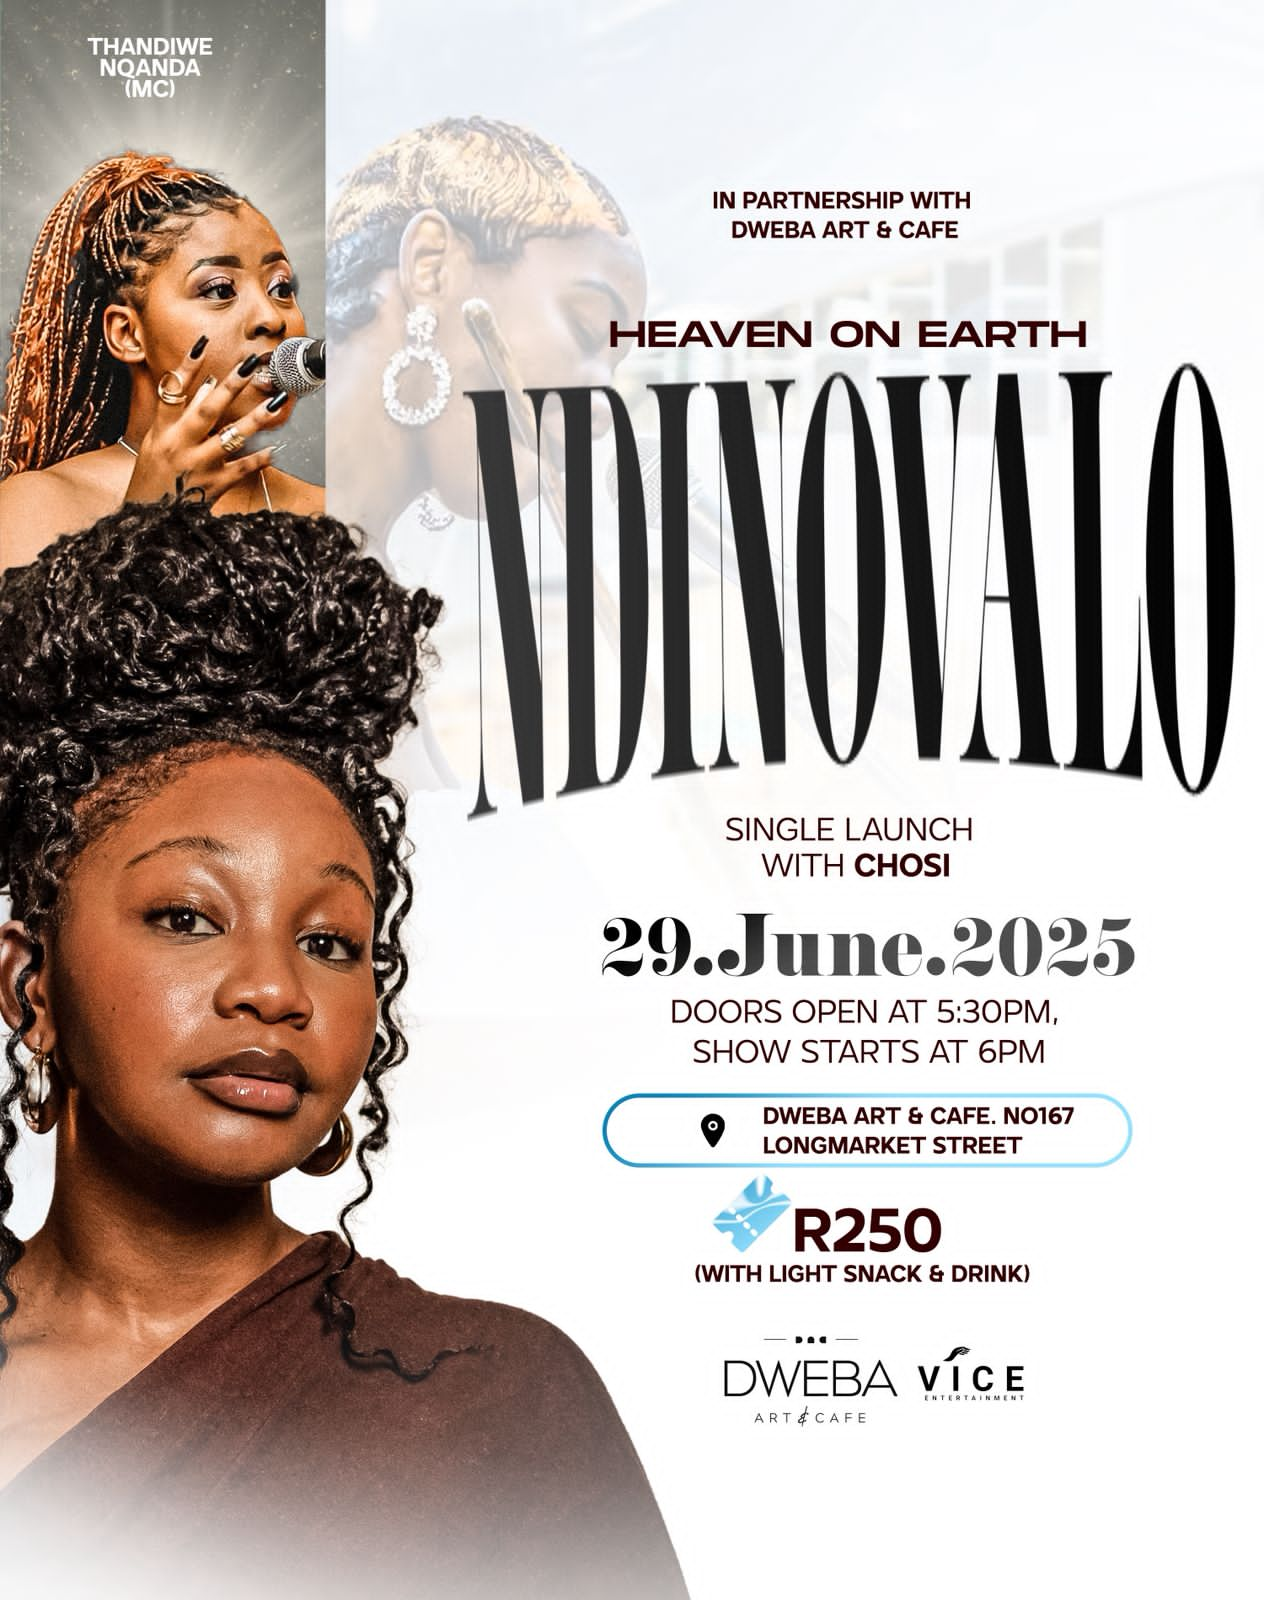 THANDIWE
NQANDA
(MC)
IN PARTNERSHIP WITH
DWEBA ART & CAFE
HEAVEN ON EARTH
NDINOVALO
SINGLE LAUNCH
WITH CHOSI
29.June.2025
DOORS OPEN AT 5:30PM,
SHOW STARTS AT 6PM
DWEBA ART & CAFE. NO167
LONGMARKET STREET
R250
(WITH LIGHT SNACK & DRINK)
DWEBA
ART & CAFE
VICE
ENTERTAINMENT